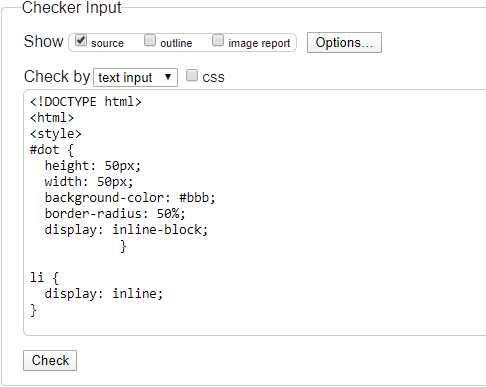 Checker Input
Show source outline image report Options...
Check by text input CSS
<!DOCTYPE html>
<html>
<style>
#dot {
  height: 50px;
  width: 50px;
  background-color: #bbb;
  border-radius: 50%;
  display: inline-block;
            }

li {
  display: inline;
}
Check